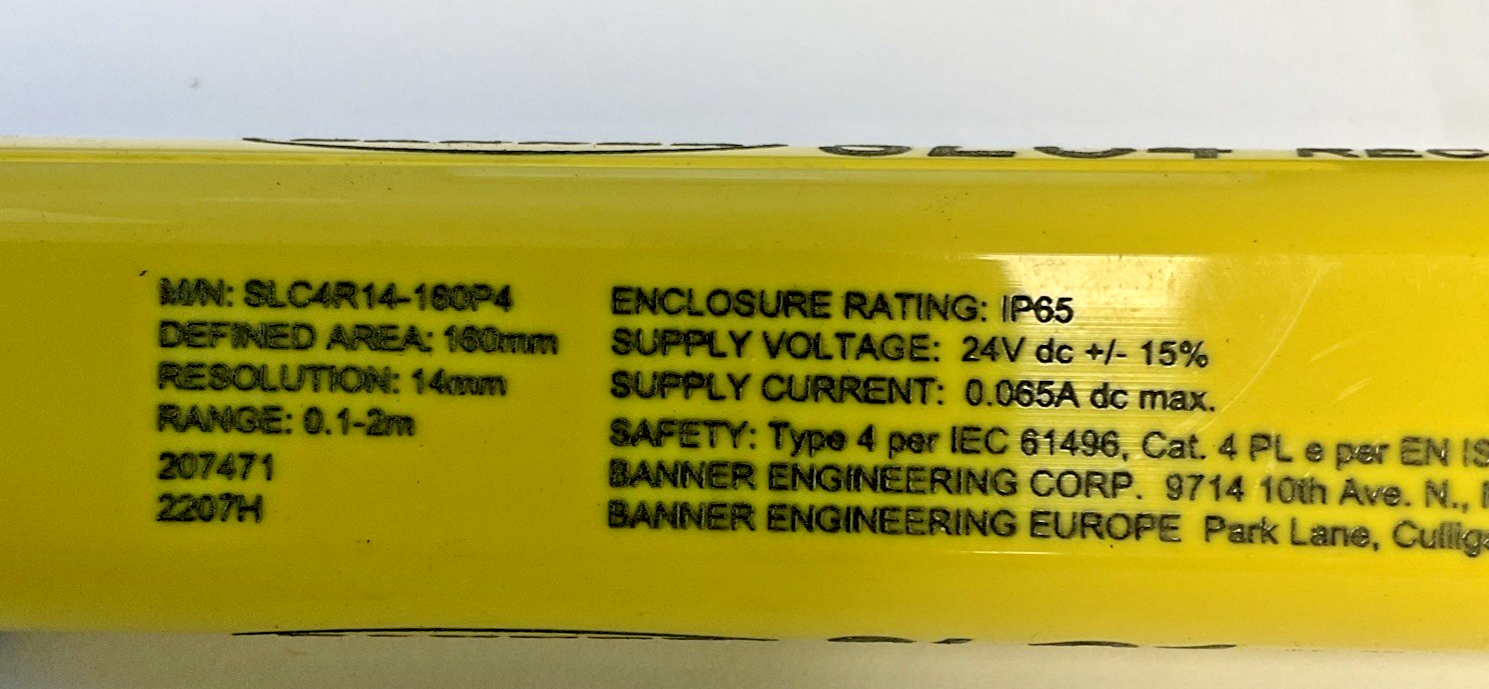 M/N: SLC4R14-160P4
DEFINED AREA: 160mm
RESOLUTION: 14mm
RANGE: 0.1-2m
207471
2207H
ENCLOSURE RATING: IP65
SUPPLY VOLTAGE: 24V dc +/- 15%
SUPPLY CURRENT: 0.065A dc max.
SAFETY: Type 4 per IEC 61496, Cat. 4 PL e per EN IS
BANNER ENGINEERING CORP. 9714 10th Ave. N.,
BANNER ENGINEERING EUROPE Park Lane, Cullig